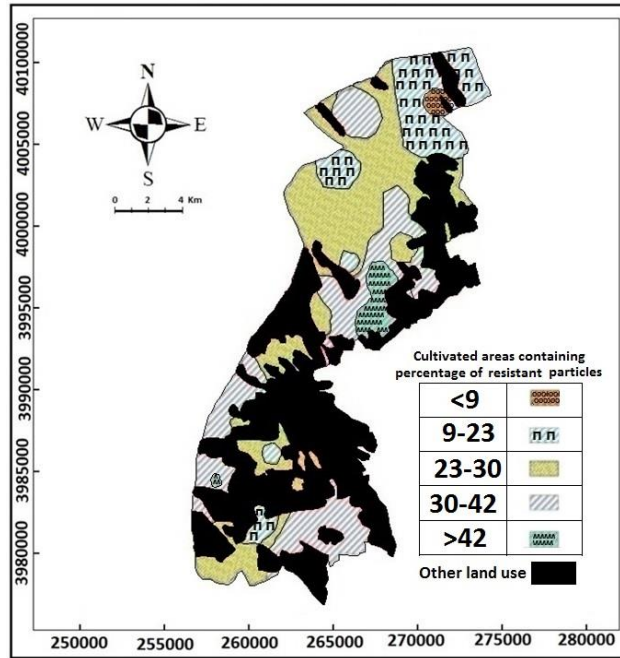 40100000
4005000
4000000
3995000
3990000
3985000
3980000
N
W E
S
0 2 4 Km
Cultivated areas containing
percentage of resistant particles
<9
9-23
23-30
30-42
>42
Other land use
250000 255000 260000 265000 270000 275000 280000